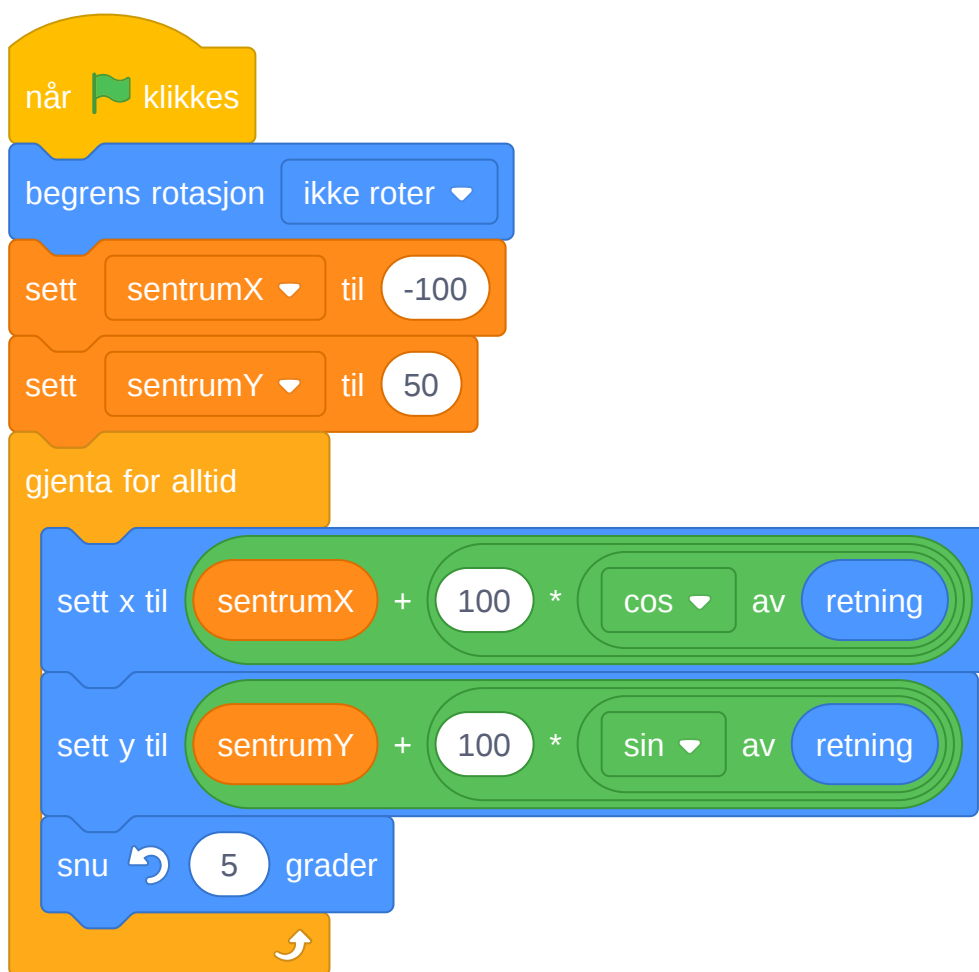 når klikkes
begrens rotasjon ikke roter
sett sentrumX til -100
sett sentrumY til 50
gjenta for alltid
sett x til sentrumX + 100 * cos av retning
sett y til sentrumY + 100 * sin av retning
snu 5 grader